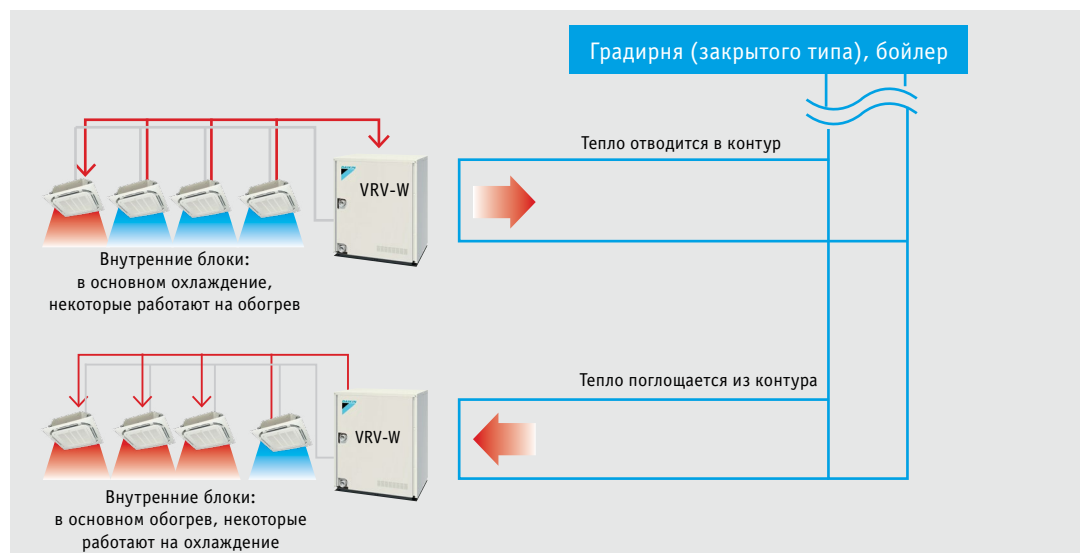 Градирня (закрытого типа), бойлер
Тепло отводится в контур
VRV-W
Внутренние блоки:
в основном охлаждение,
некоторые работают на обогрев
Тепло поглощается из контура
VRV-W
Внутренние блоки:
в основном обогрев, некоторые
работают на охлаждение